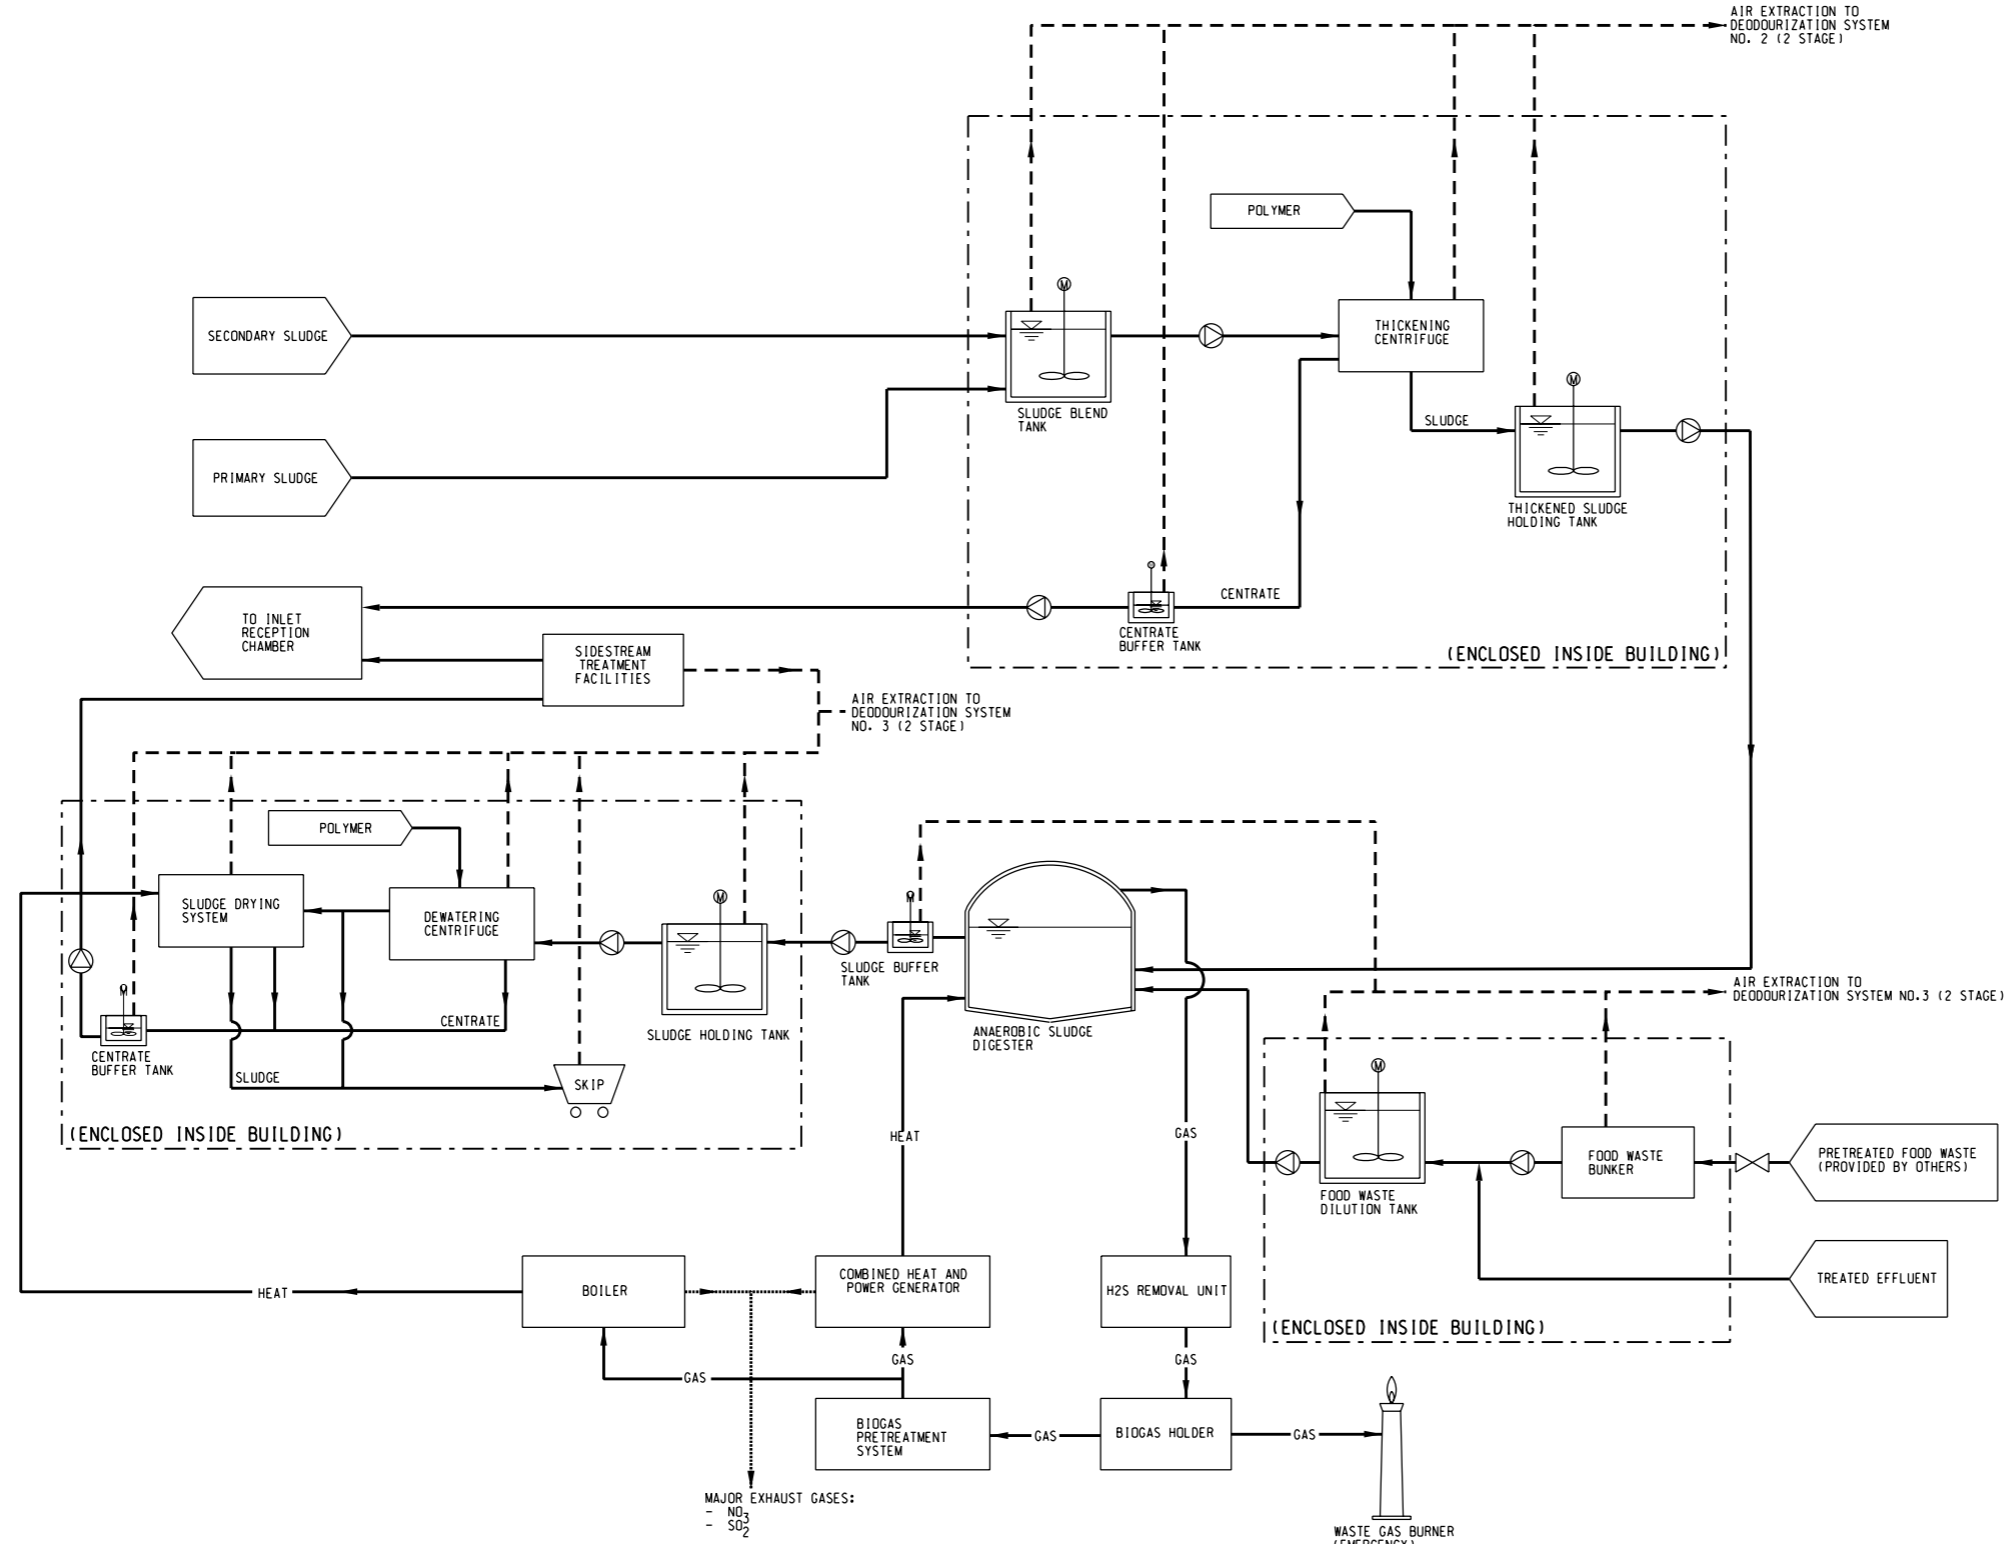 AIR EXTRACTION TO
DEODOURIZATION SYSTEM
NO. 2 (2 STAGE)
POLYMER
SECONDARY SLUDGE
THICKENING
CENTRIFUGE
M
M
SLUDGE BLEND
TANK
SLUDGE
PRIMARY SLUDGE
THICKENED SLUDGE
HOLDING TANK
TO INLET
RECEPTION
CHAMBER
CENTRATE
CENTRATE
BUFFER TANK
(ENCLOSED INSIDE BUILDING)
SIDESTREAM
TREATMENT
FACILITIES
AIR EXTRACTION TO
DEODOURIZATION SYSTEM
NO. 3 (2 STAGE)
POLYMER
SLUDGE DRYING
SYSTEM
DEWATERING
CENTRIFUGE
M
M
SLUDGE BUFFER
TANK
M
CENTRATE
SLUDGE HOLDING TANK
ANAEROBIC SLUDGE
DIGESTER
AIR EXTRACTION TO
DEODOURIZATION SYSTEM NO.3 (2 STAGE)
CENTRATE
BUFFER TANK
SLUDGE
SKIP
(ENCLOSED INSIDE BUILDING)
M
HEAT
GAS
FOOD WASTE
BUNKER
PRETREATED FOOD WASTE
(PROVIDED BY OTHERS)
FOOD WASTE
DILUTION TANK
HEAT
BOILER
COMBINED HEAT AND
POWER GENERATOR
H2S REMOVAL UNIT
TREATED EFFLUENT
(ENCLOSED INSIDE BUILDING)
GAS
GAS
GAS
BIOGAS
PRETREATMENT
SYSTEM
GAS
BIOGAS HOLDER
GAS
MAJOR EXHAUST GASES:
- NO3
- SO2
WASTE GAS BURNER
(EMERGENCY)